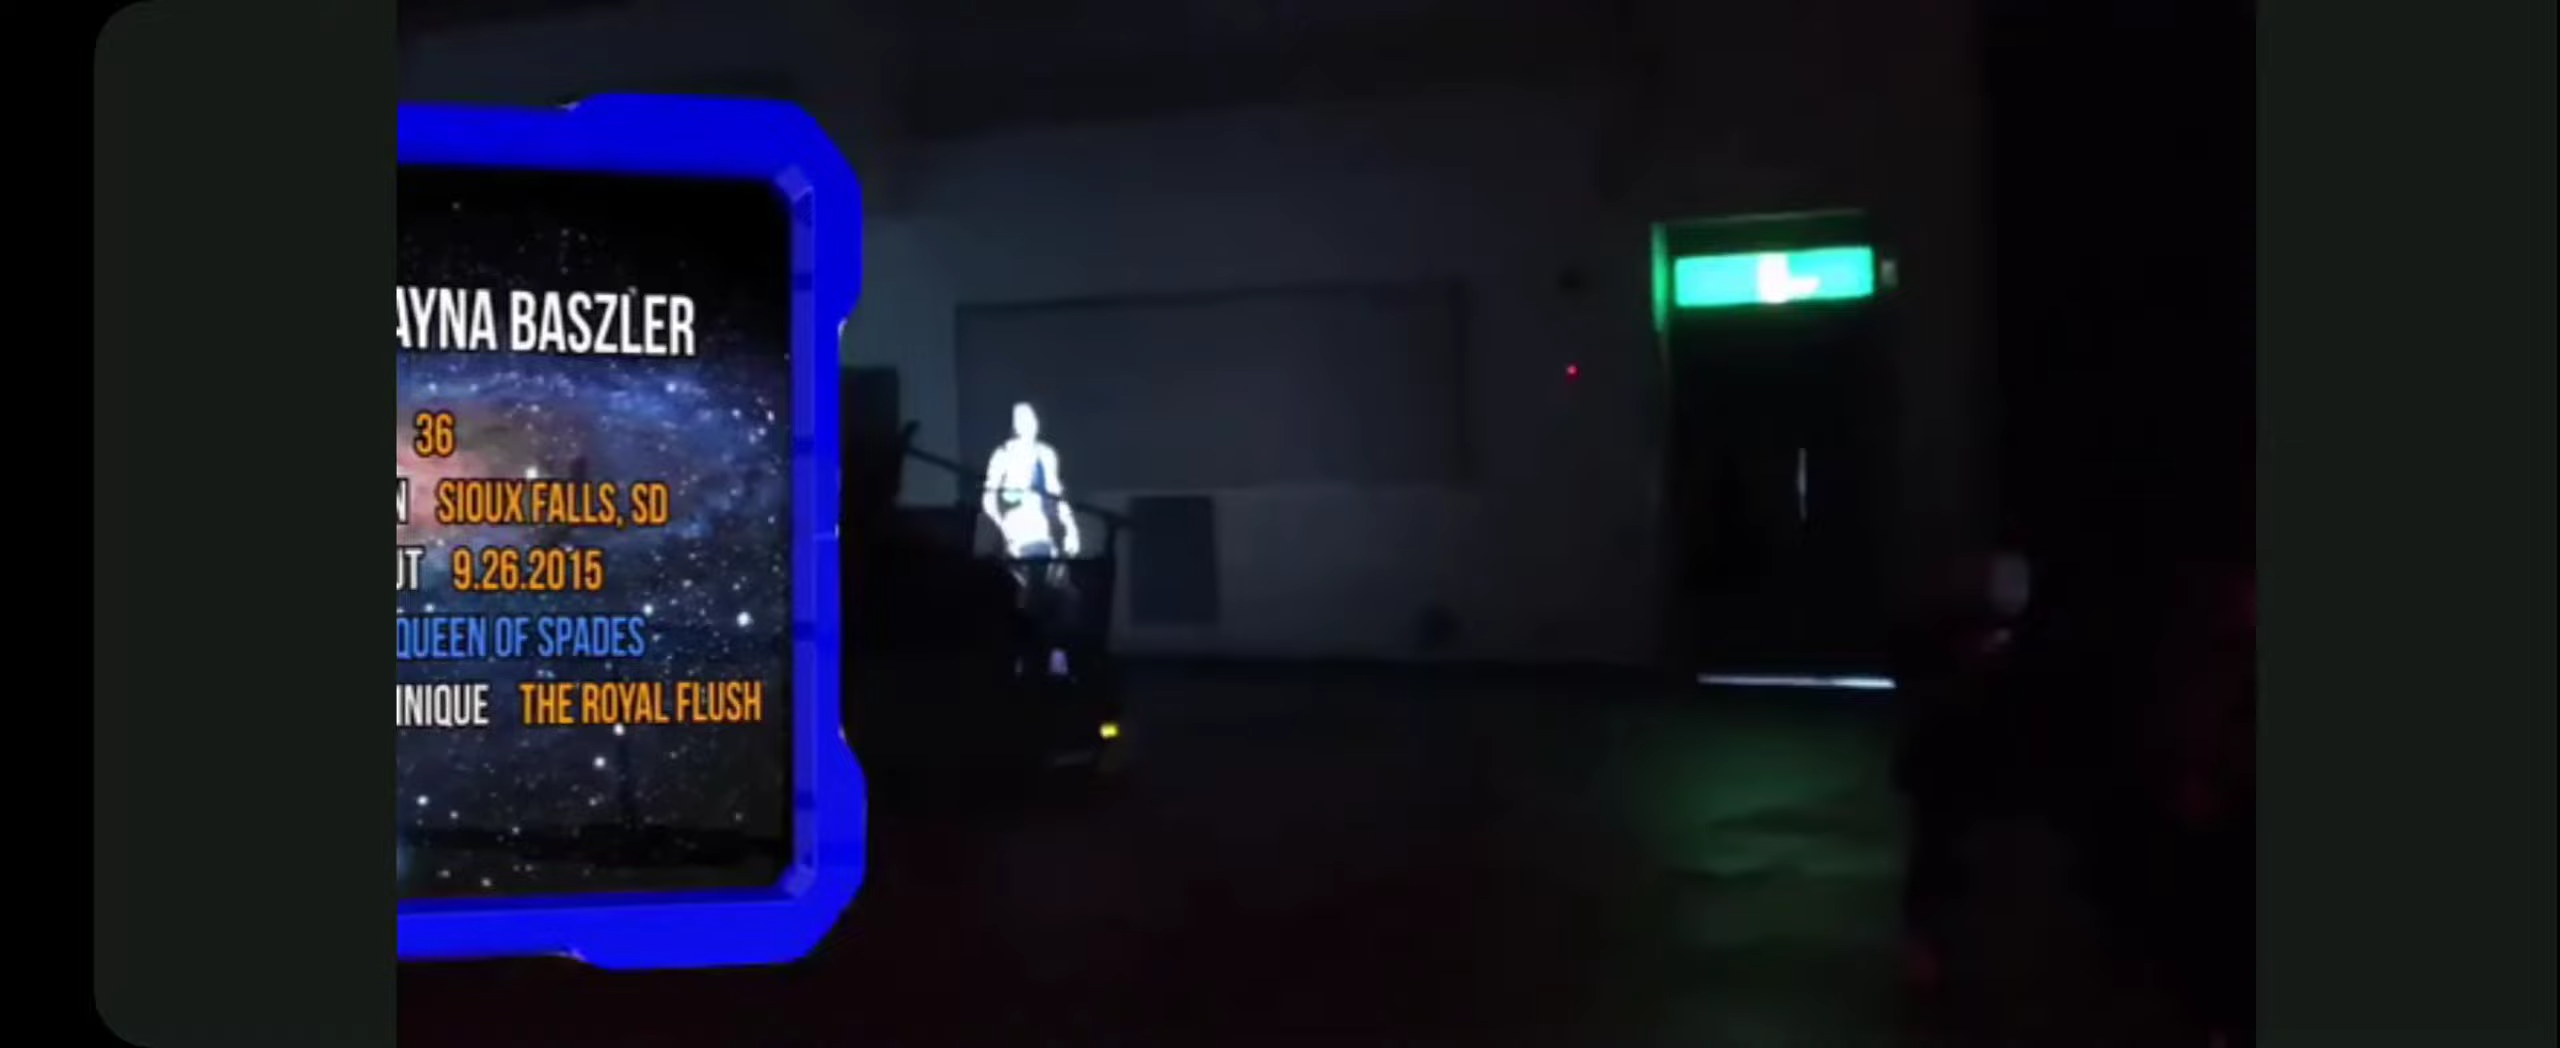 AYNA BASZLER
36
N SIOUX FALLS, SD
UT 9.26.2015
QUEEN OF SPADES
INIQUE THE ROYAL FLUSH